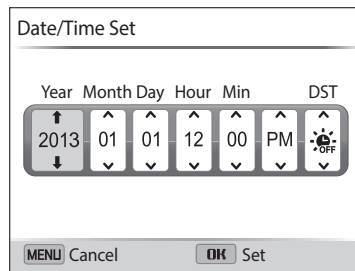 Date/Time Set
Year Month Day Hour Min DST
2013 01 01 12 00 PM OFF
MENU Cancel OK Set